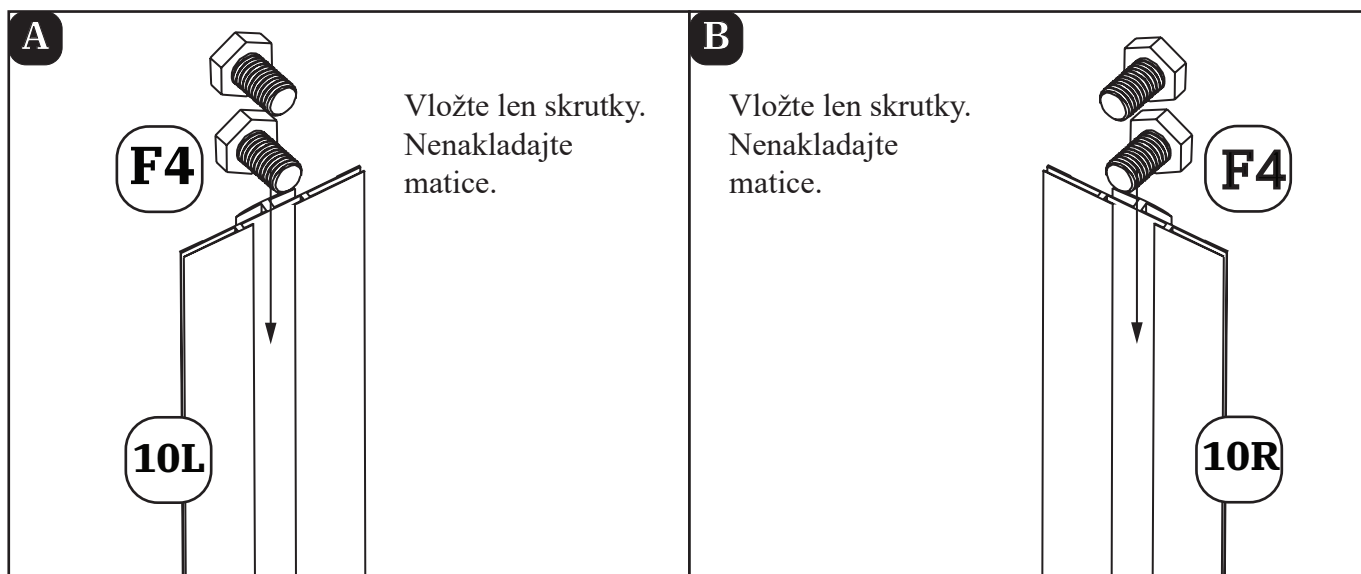 A
Vložte len skrutky.
Nenakladajte
matice.
F4
10L
B
Vložte len skrutky.
Nenakladajte
matice.
F4
10R